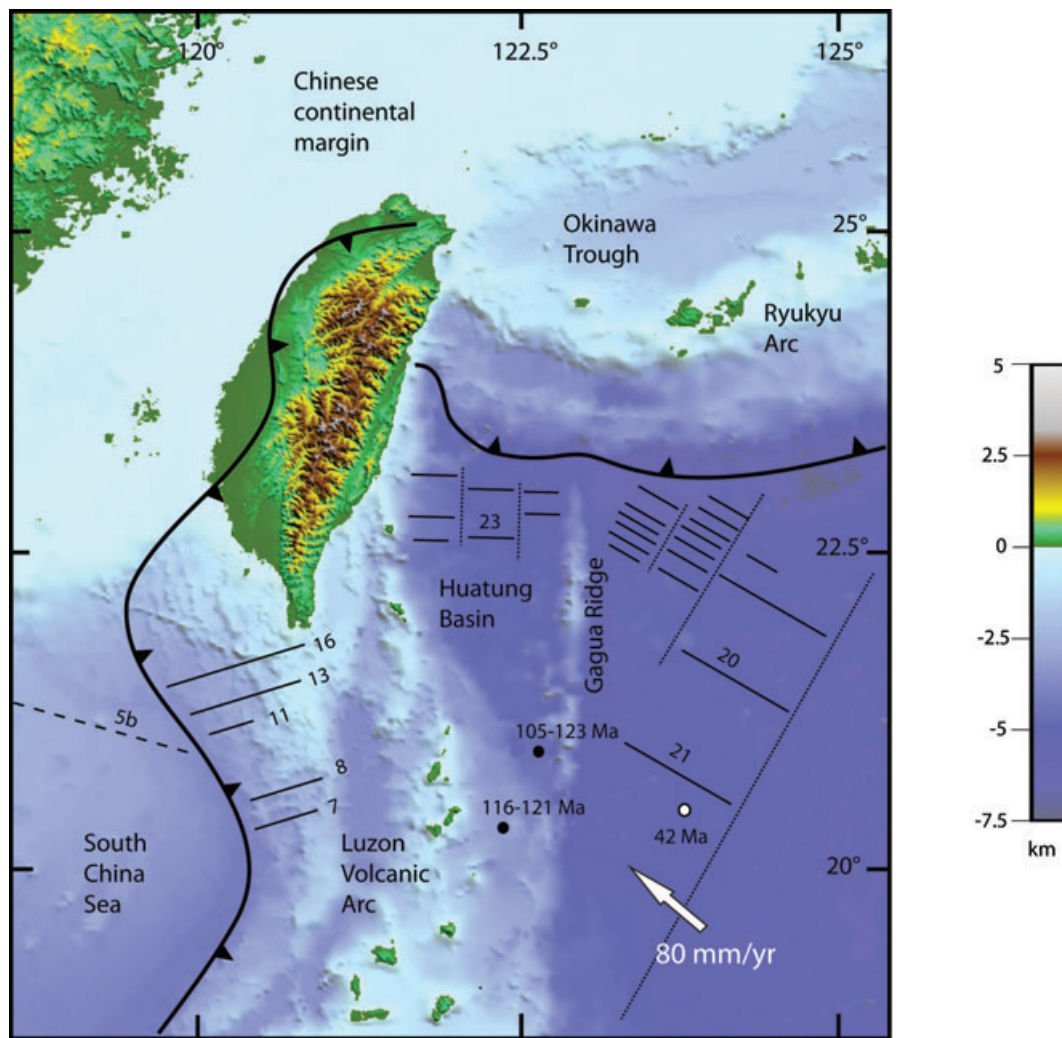 120°
122.5°
125°
Chinese
continental
margin
Okinawa
Trough
25°
Ryukyu
Arc
5
2.5
0
-2.5
-5
-7.5
km
23
22.5°
Huatung
Basin
Gagua Ridge
16
13
11
5b
8
7
20
21
105-123 Ma
116-121 Ma
42 Ma
South
China
Sea
Luzon
Volcanic
Arc
20°
80 mm/yr